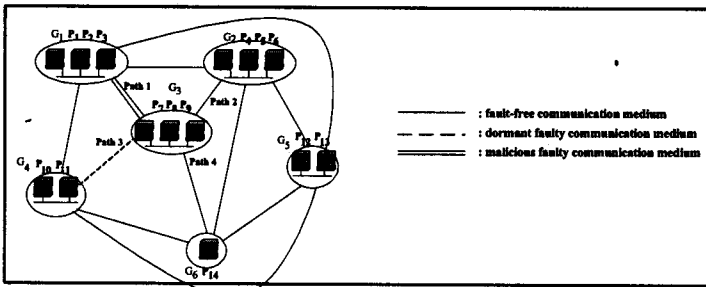 G1 P1 P2 P3
G2 P4 P5 P6
Path 1
G3
Path 2
P7 P8 P9
Path 3
Path 4
G4 P10 P11
G5 P12 P13
G6 P14
: fault-free communication medium
: dormant faulty communication medium
: malicious faulty communication medium